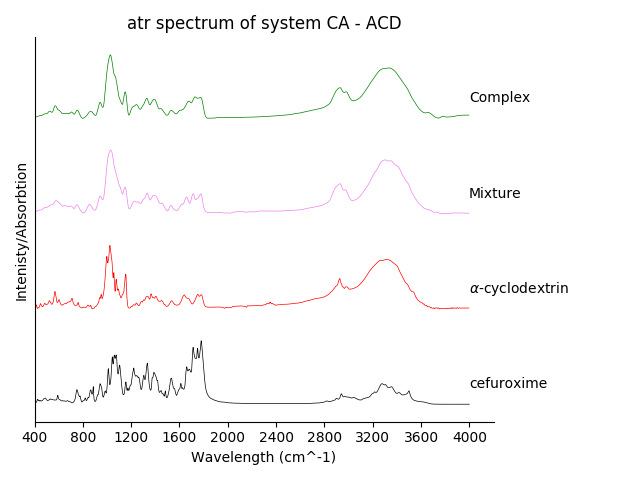 atr spectrum of system CA - ACD
Intenisty/Absorbtion
Complex
Mixture
α-cyclodextrin
cefuroxime
400 800 1200 1600 2000 2400 2800 3200 3600 4000
Wavelength (cm^-1)